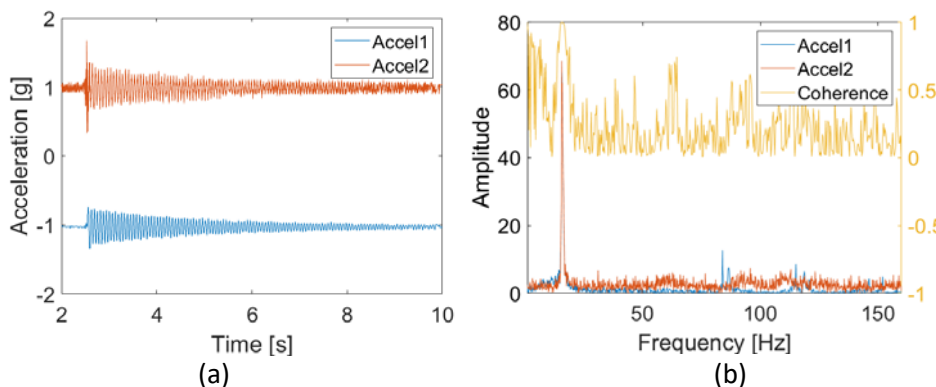 2
1
0
-1
-2
Acceleration [g]
2
4
6
8
10
Time [s]
Accel1
Accel2
(a)
80
60
40
20
0
Amplitude
50
100
150
Frequency [Hz]
Accel1
Accel2
Coherence
1
0.5
0
-0.5
-1
(b)